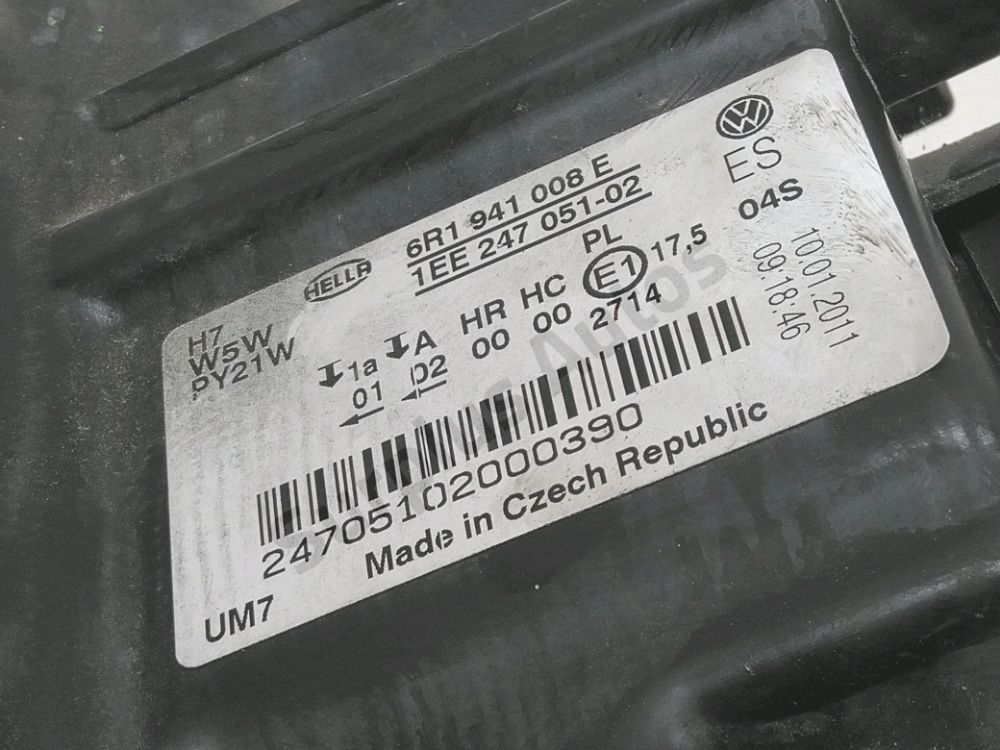 6R1 941 008 E
1EE 247 051-02
HELLA
ES
04S
H7
W5W
PY21W
1a A HR HC PL E1 17,5
01 02 00 00 2714
10.01.2011
09:18:46
24705102000390
Made in Czech Republic
UM7